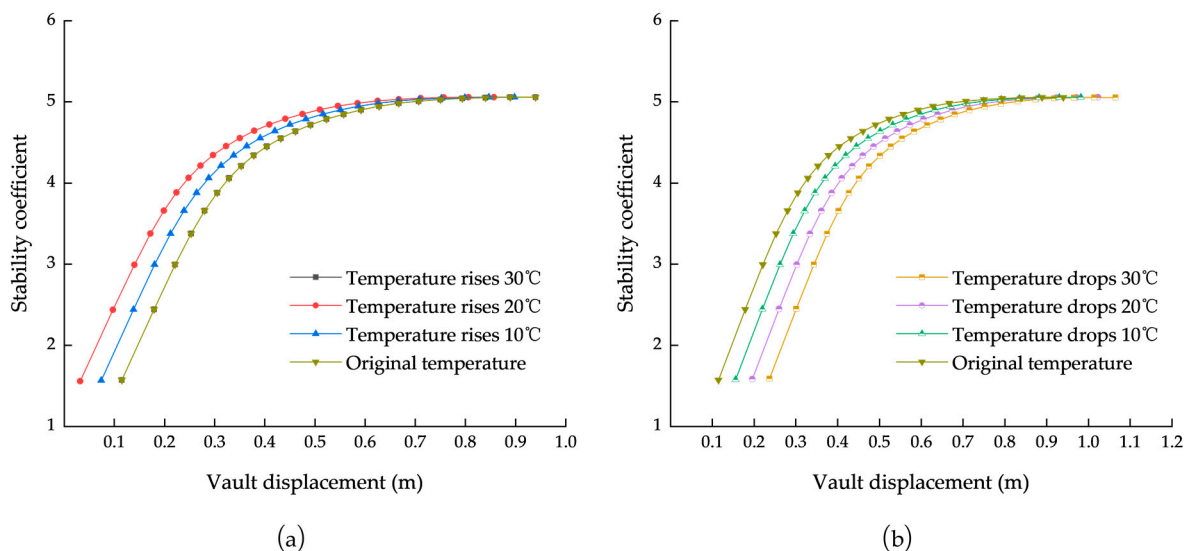 6
5
4
3
2
1
Stability coefficient
Temperature rises 30℃
Temperature rises 20℃
Temperature rises 10℃
Original temperature
0.1 0.2 0.3 0.4 0.5 0.6 0.7 0.8 0.9 1.0
Vault displacement (m)
(a)
6
5
4
3
2
1
Stability coefficient
Temperature drops 30℃
Temperature drops 20℃
Temperature drops 10℃
Original temperature
0.1 0.2 0.3 0.4 0.5 0.6 0.7 0.8 0.9 1.0 1.1 1.2
Vault displacement (m)
(b)